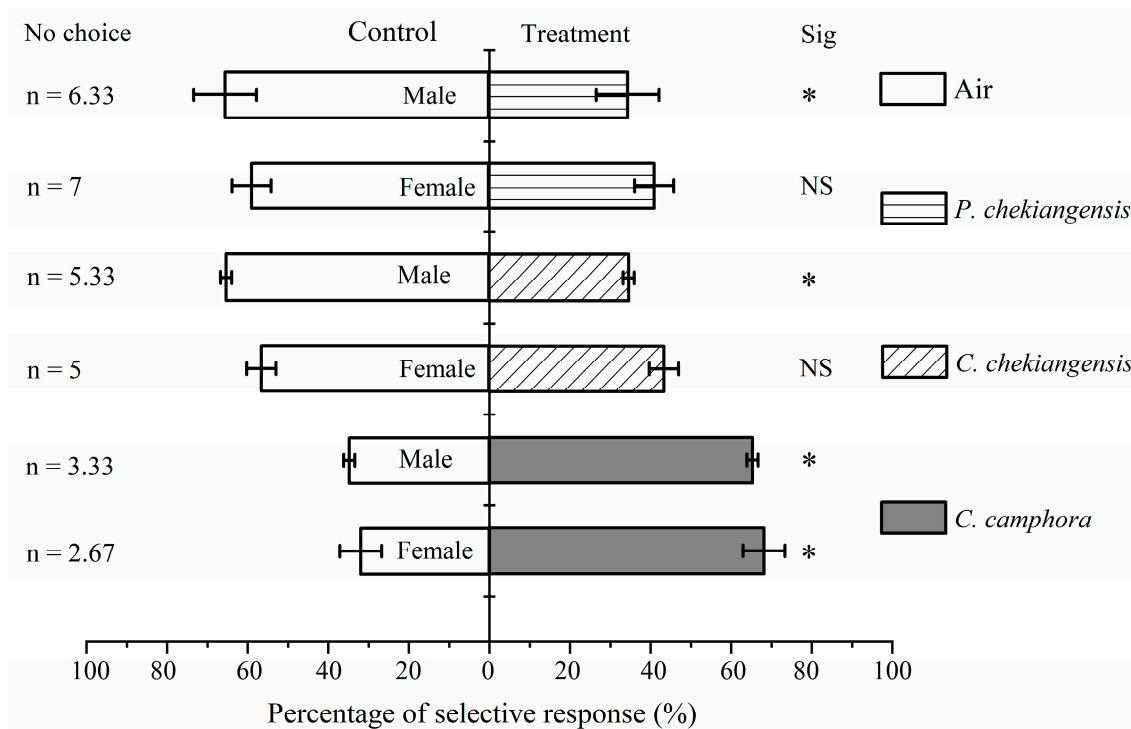 No choice Control Treatment Sig
n = 6.33 Male * Air
n = 7 Female NS
P. chekiangensis
n = 5.33 Male *
n = 5 Female NS C. chekiangensis
n = 3.33 Male *
C. camphora
n = 2.67 Female *
100 80 60 40 20 0 20 40 60 80 100
Percentage of selective response (%)